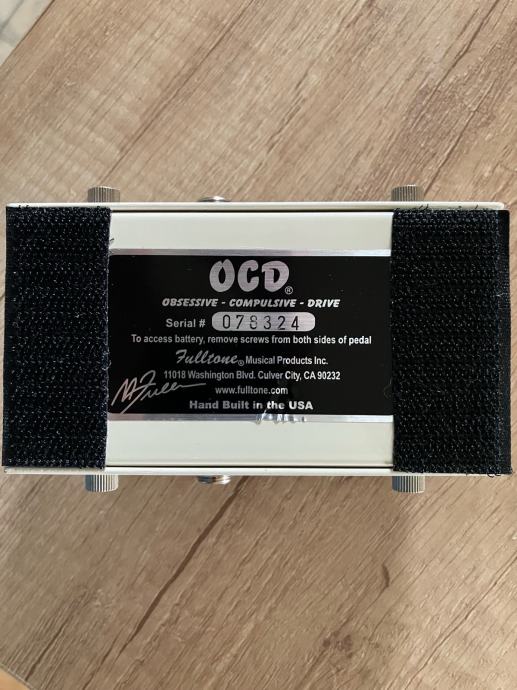 OCD®
OBSESSIVE - COMPULSIVE - DRIVE
Serial # 078324
To access battery, remove screws from both sides of pedal
Fulltone® Musical Products Inc.
11018 Washington Blvd. Culver City, CA 90232
www.fulltone.com
Hand Built in the USA